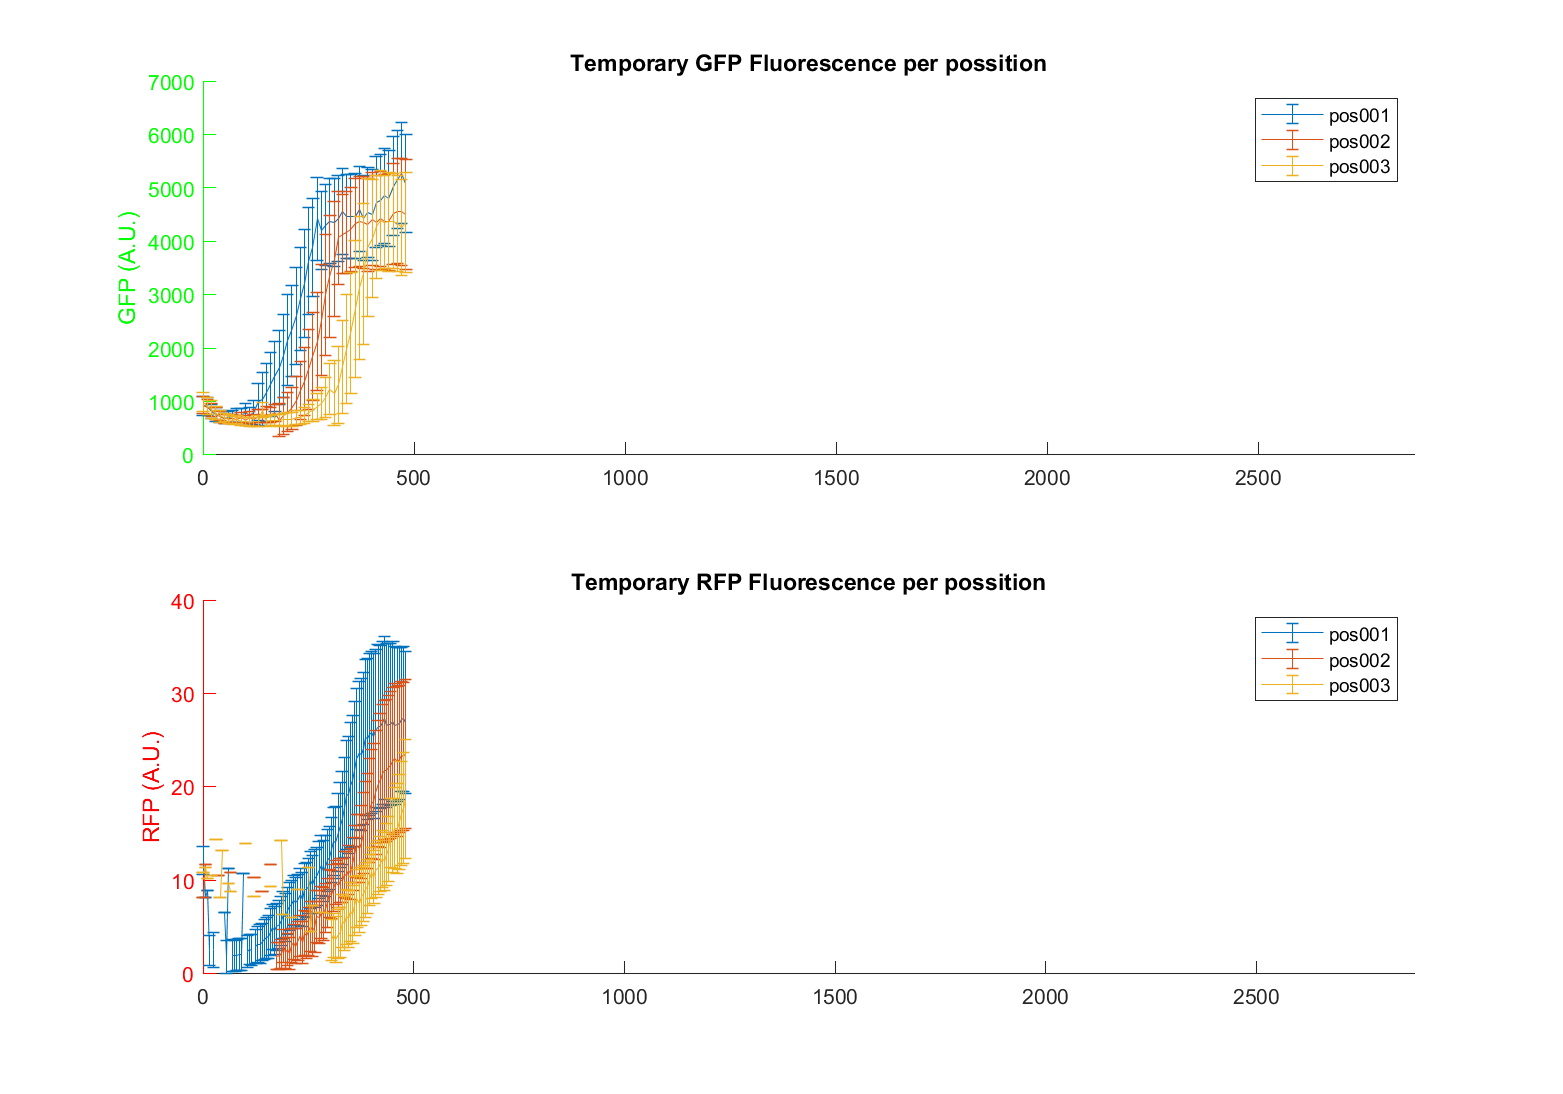 Temporary GFP Fluorescence per possition
7000
6000
5000
4000
3000
2000
1000
0
GFP (A.U.)
0 500 1000 1500 2000 2500
pos001
pos002
pos003
Temporary RFP Fluorescence per possition
40
30
20
10
0
RFP (A.U.)
0 500 1000 1500 2000 2500
pos001
pos002
pos003